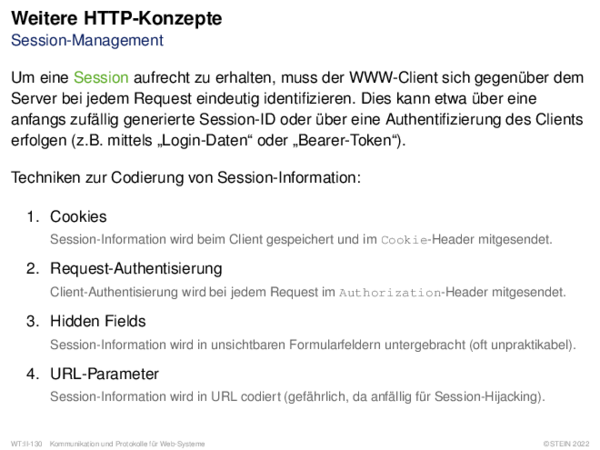 Weitere HTTP-Konzepte
Session-Management
Um eine Session aufrecht zu erhalten, muss der WWW-Client sich gegenüber dem
Server bei jedem Request eindeutig identifizieren. Dies kann etwa über eine
anfangs zufällig generierte Session-ID oder über eine Authentifizierung des Clients
erfolgen (z.B. mittels „Login-Daten“ oder „Bearer-Token“).
Techniken zur Codierung von Session-Information:
1. Cookies
Session-Information wird beim Client gespeichert und im Cookie-Header mitgesendet.
2. Request-Authentisierung
Client-Authentisierung wird bei jedem Request im Authorization-Header mitgesendet.
3. Hidden Fields
Session-Information wird in unsichtbaren Formularfeldern untergebracht (oft unpraktikabel).
4. URL-Parameter
Session-Information wird in URL codiert (gefährlich, da anfällig für Session-Hijacking).
WT:II-130 Kommunikation und Protokolle für Web-Systeme ©STEIN 2022